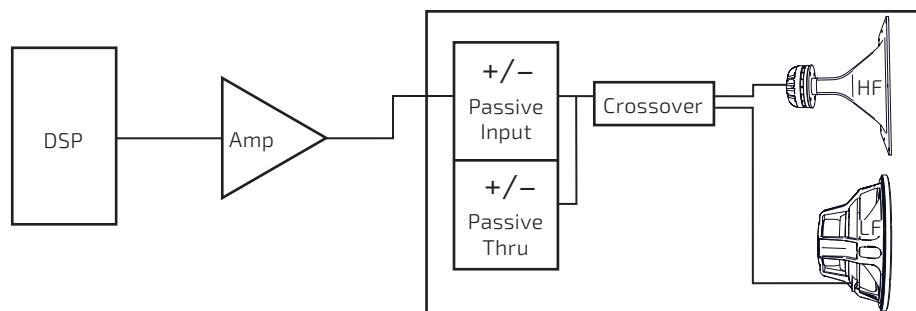 DSP
Amp
+/−
Passive
Input
+/−
Passive
Thru
Crossover
HF
LF